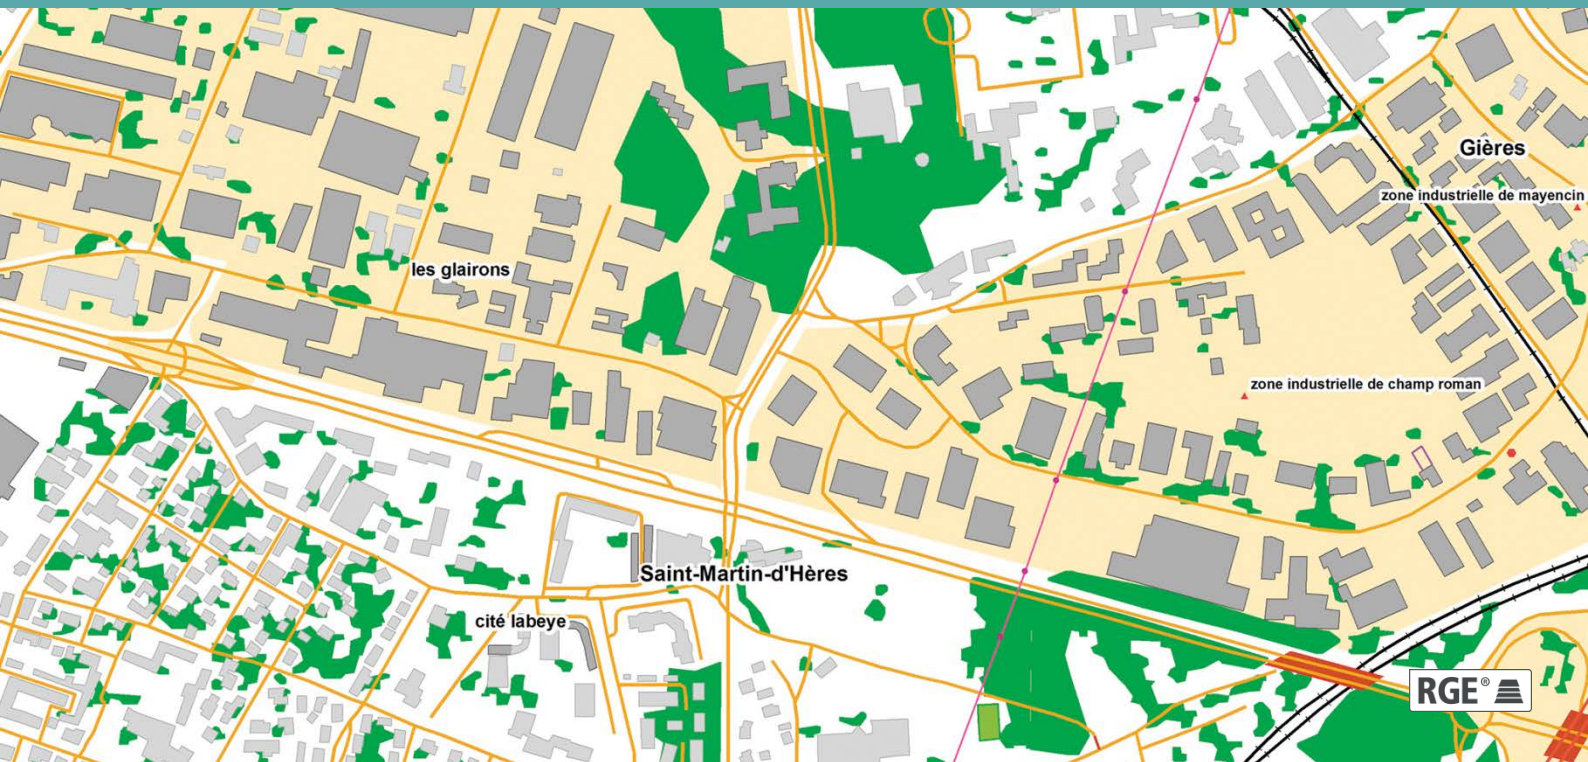 Gières
zone industrielle de mayencin
les glairons
zone industrielle de champ roman
Saint-Martin-d'Hères
cité labeye
RGE®